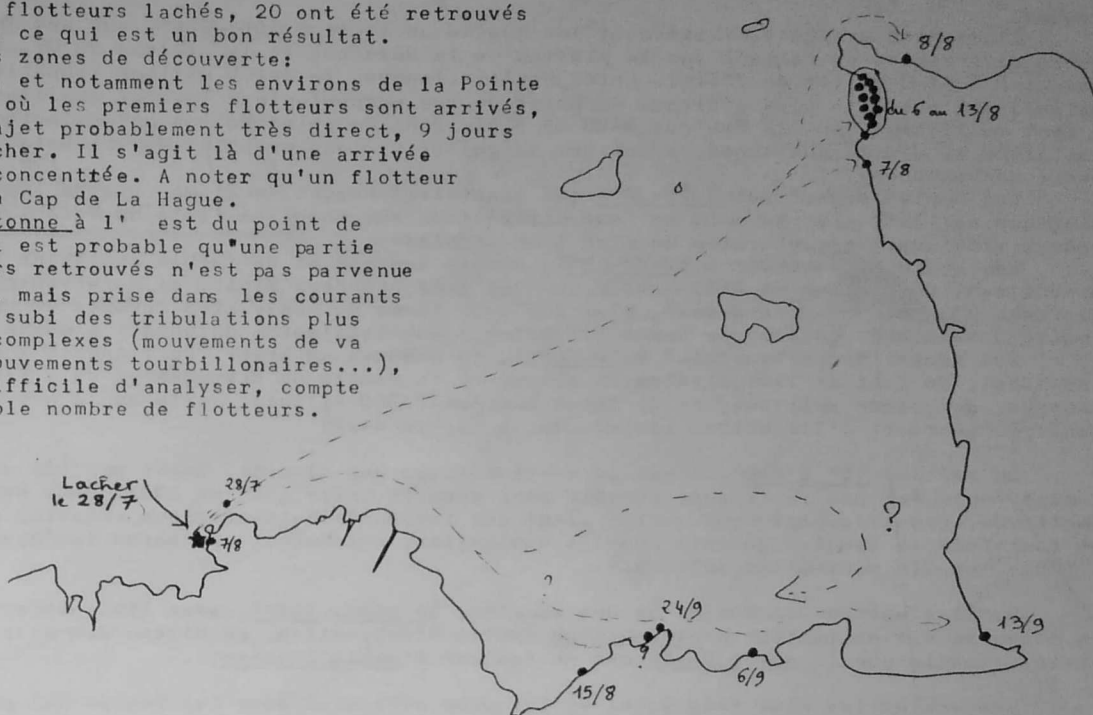 flotteurs lachés, 20 ont été retrouvés
ce qui est un bon résultat.
zones de découverte:
et notamment les environs de la Pointe
où les premiers flotteurs sont arrivés,
jet probablement très direct, 9 jours
cher. Il s'agit là d'une arrivée
concenttée. A noter qu'un flotteur
Cap de La Hague.
tonne à l' est du point de
est probable qu"une partie
rs retrouvés n'est pas parvenue
mais prise dans les courants
subi des tribulations plus
complexes (mouvements de va
ouvements tourbillonaires...),
fficile d'analyser, compte
ble nombre de flotteurs.
8/8
du 6 au 13/8
7/8
Lacher
le 28/7
28/7
?
7/8
?
?
24/9
?
13/9
15/8
6/9